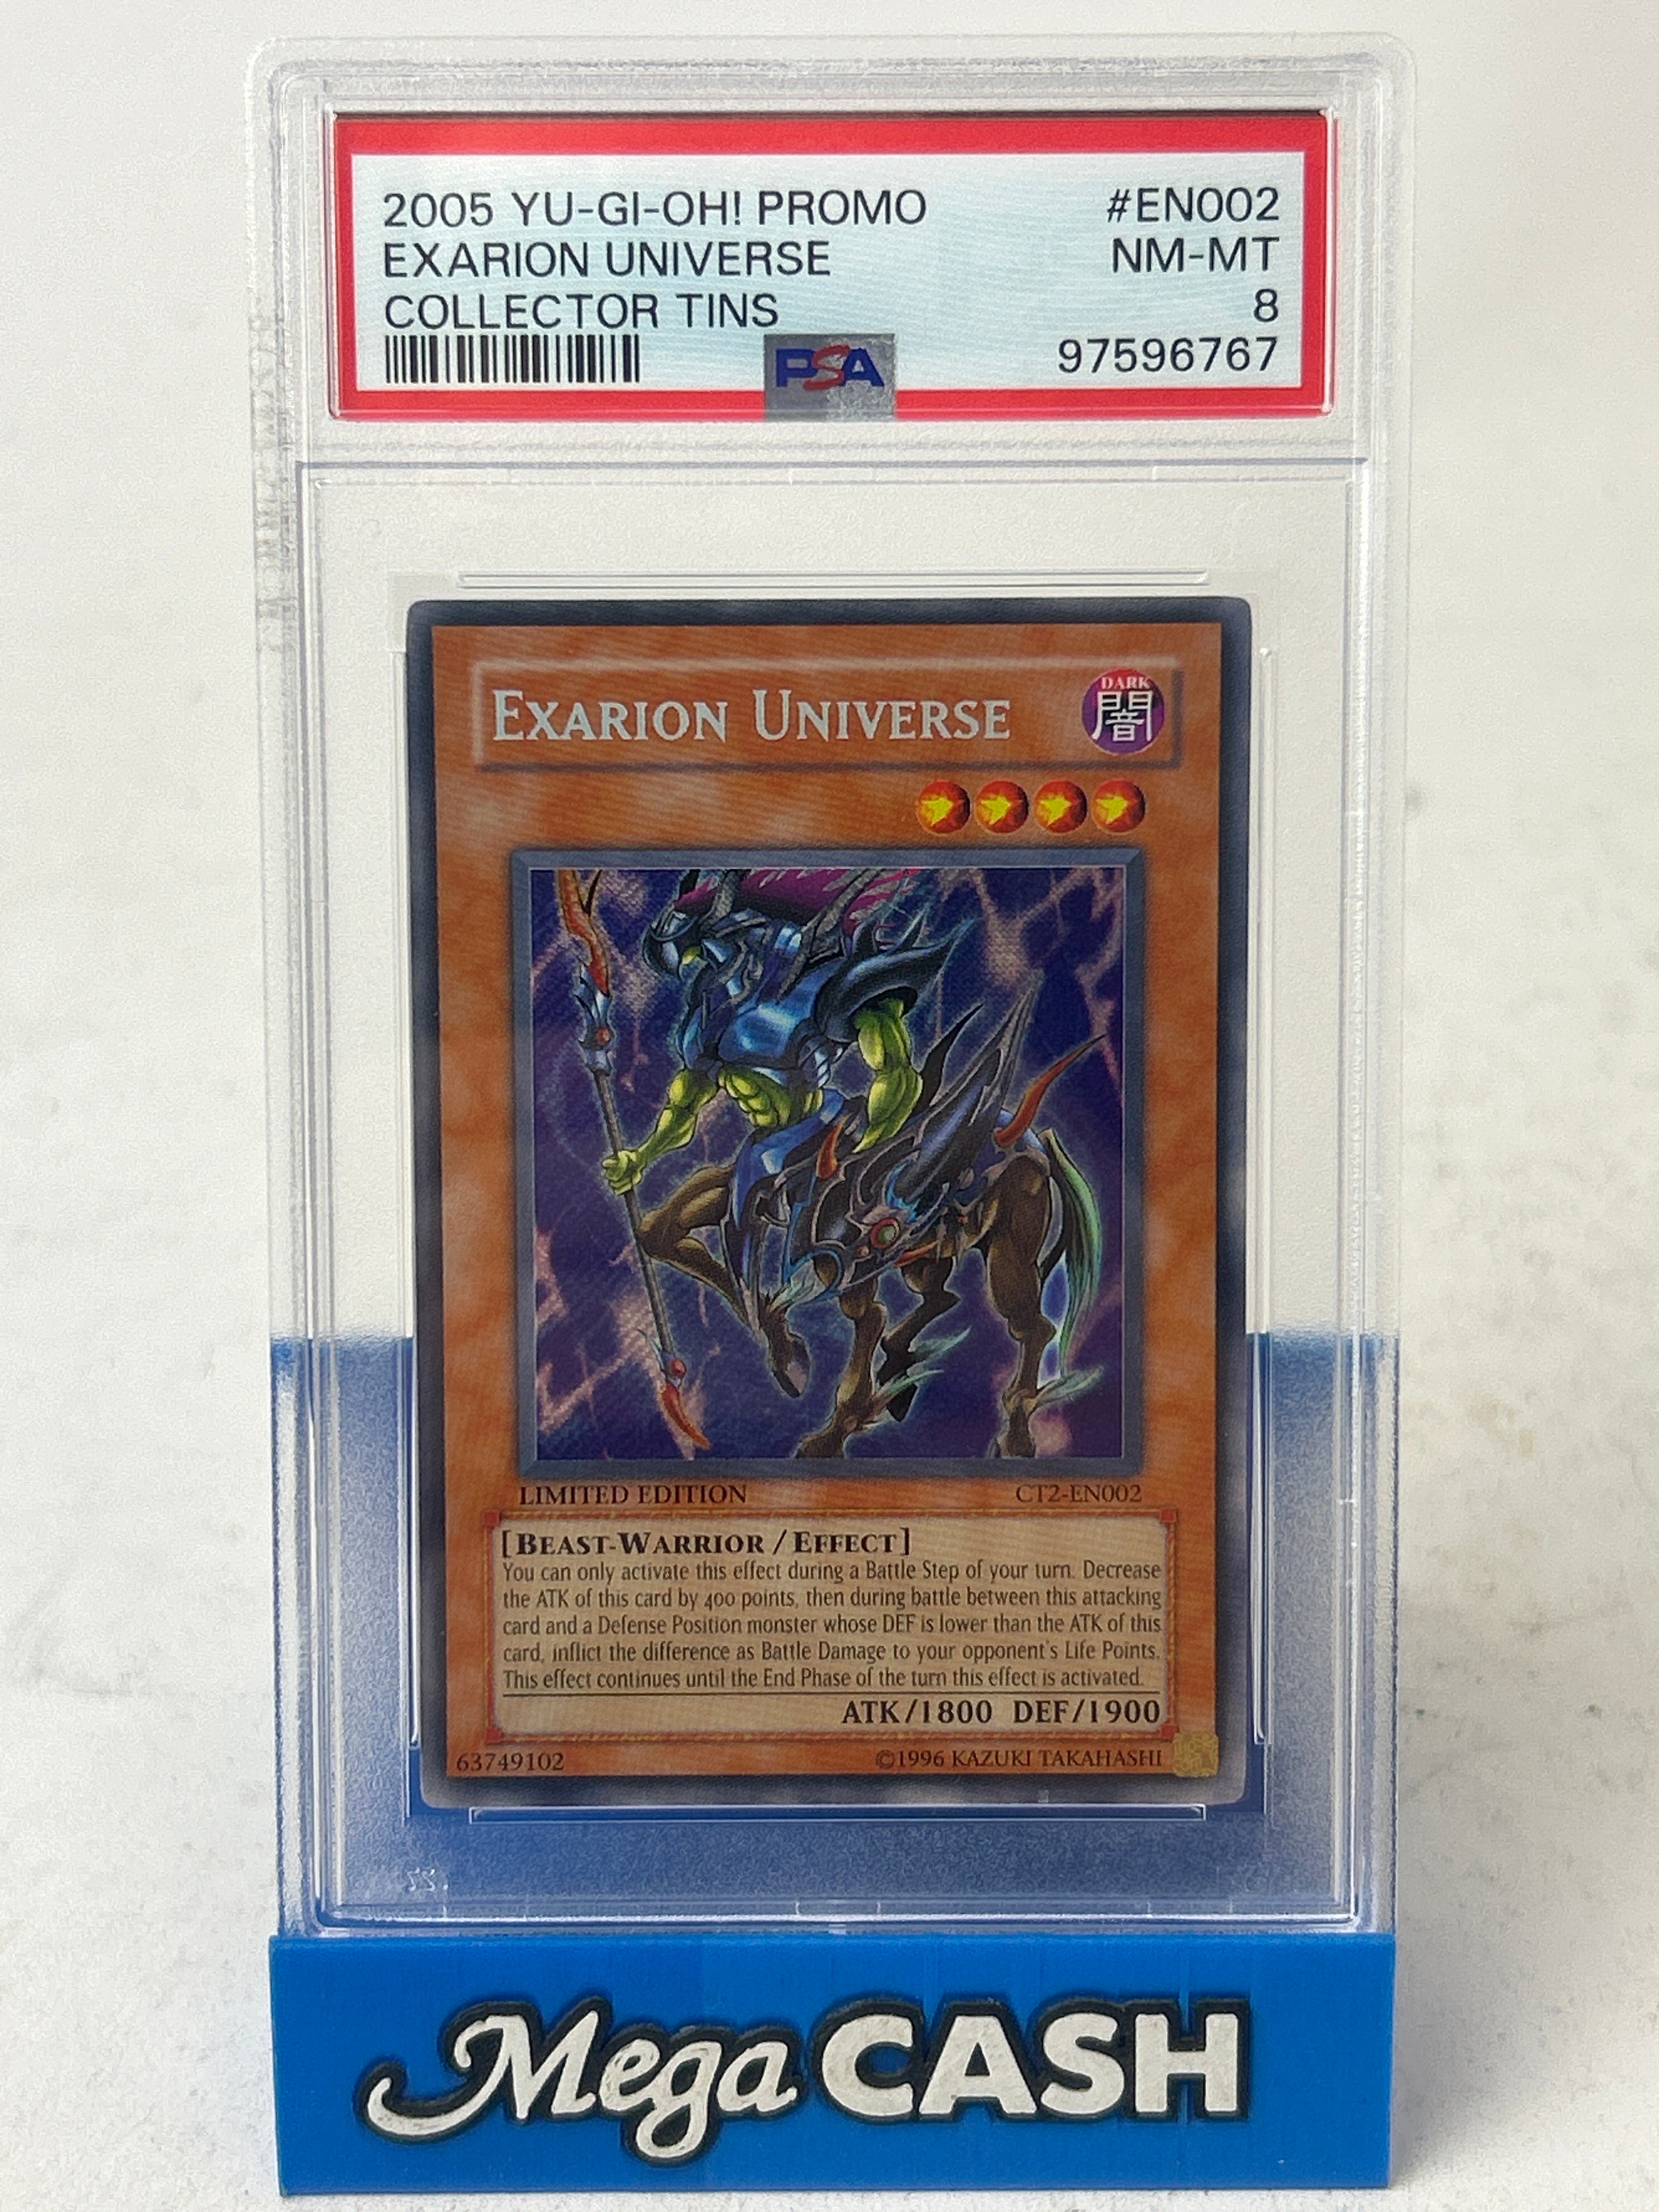 2005 YU-GI-OH! PROMO #EN002
EXARION UNIVERSE NM-MT
COLLECTOR TINS 8
PSA 97596767
EXARION UNIVERSE
DARK
闇
LIMITED EDITION CT2-EN002
[BEAST-WARRIOR / EFFECT]
You can only activate this effect during a Battle Step of your turn. Decrease
the ATK of this card by 400 points, then during battle between this attacking
card and a Defense Position monster whose DEF is lower than the ATK of this
card, inflict the difference as Battle Damage to your opponent's Life Points.
This effect continues until the End Phase of the turn this effect is activated.
ATK/1800 DEF/1900
63749102 ©1996 KAZUKI TAKAHASHI
Mega CASH